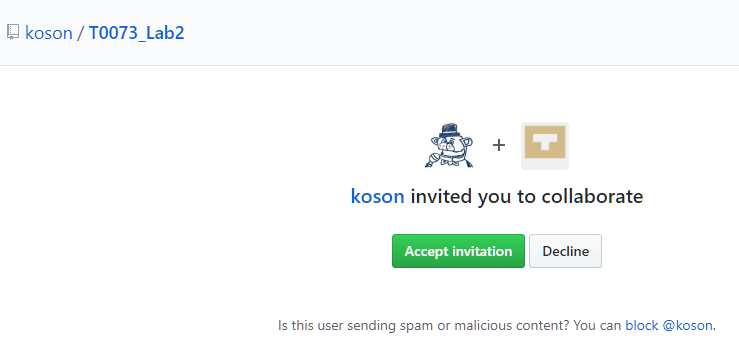 koson / T0073_Lab2
+
koson invited you to collaborate
Accept invitation Decline
Is this user sending spam or malicious content? You can block @koson.